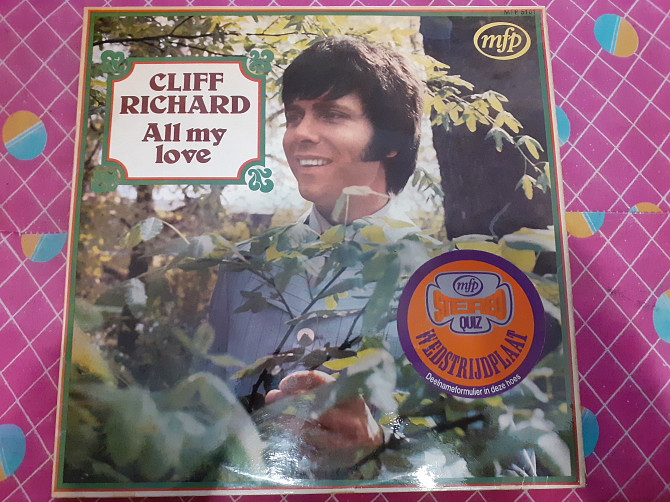 mfp
CLIFF
RICHARD
All my
love
mfp
STEREO
QUIZ
WEDSTRIJDPLAAT
Deelnameformulier in deze hoes